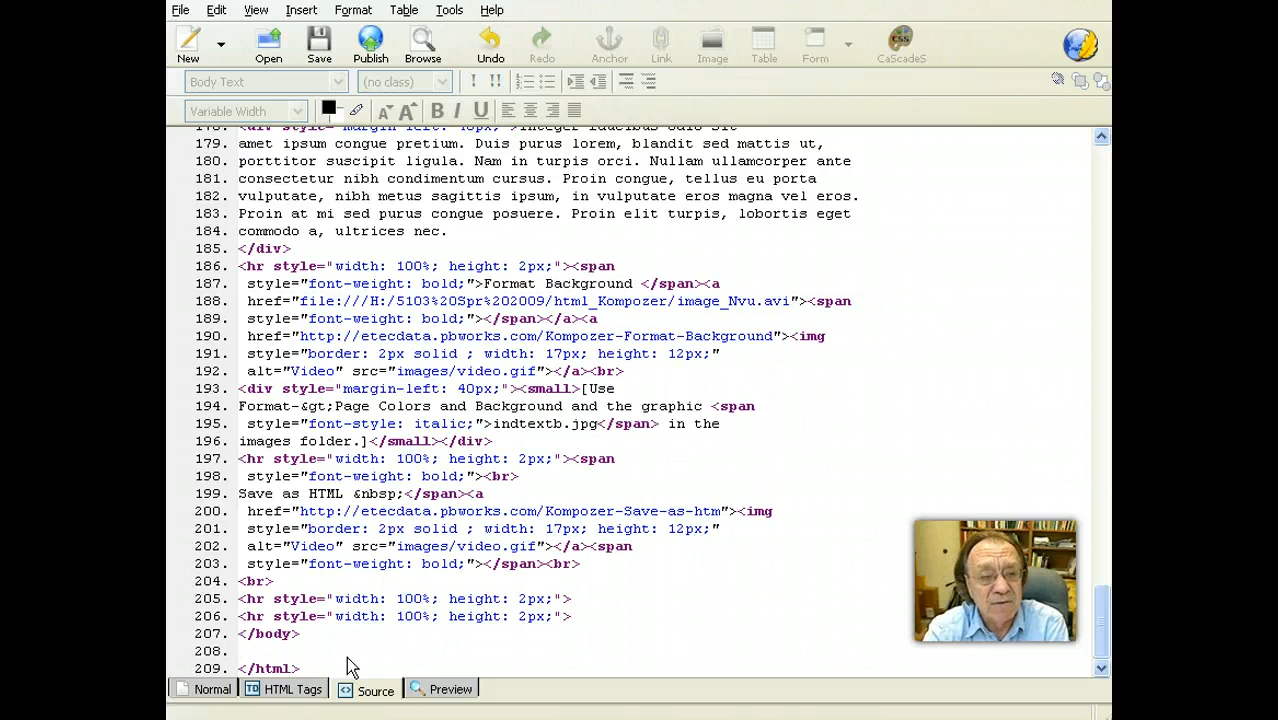 File Edit View Insert Format Table Tools Help
New Open Save Publish Browse Undo Redo Anchor Link Image Table Form CaScadeS
Body Text (no class) ! !!
Variable Width B i U
178. <div style="margin-left: 40px;">Integer faucibus odio sit
179. amet ipsum congue pretium. Duis purus lorem, blandit sed mattis ut,
180. porttitor suscipit ligula. Nam in turpis orci. Nullam ullamcorper ante
181. consectetur nibh condimentum cursus. Proin congue, tellus eu porta
182. vulputate, nibh metus sagittis ipsum, in vulputate eros magna vel eros.
183. Proin at mi sed purus congue posuere. Proin elit turpis, lobortis eget
184. commodo a, ultrices nec.
185. </div>
186. <hr style="width: 100%; height: 2px;"><span
187. style="font-weight: bold;">Format Background </span><a
188. href="file:///H:/5103%20Spr%202009/html_Kompozer/image_Nvu.avi"><span
189. style="font-weight: bold;"></span></a><a
190. href="http://etecdata.pbworks.com/Kompozer-Format-Background"><img
191. style="border: 2px solid ; width: 17px; height: 12px;"
192. alt="Video" src="images/video.gif"></a><br>
193. <div style="margin-left: 40px;"><small>[Use
194. Format-&gt;Page Colors and Background and the graphic <span
195. style="font-style: italic;">indtextb.jpg</span> in the
196. images folder.]</small></div>
197. <hr style="width: 100%; height: 2px;"><span
198. style="font-weight: bold;"><br>
199. Save as HTML &nbsp;</span><a
200. href="http://etecdata.pbworks.com/Kompozer-Save-as-htm"><img
201. style="border: 2px solid ; width: 17px; height: 12px;"
202. alt="Video" src="images/video.gif"></a><span
203. style="font-weight: bold;"></span><br>
204. <br>
205. <hr style="width: 100%; height: 2px;">
206. <hr style="width: 100%; height: 2px;">
207. </body>
208.
209. </html>
Normal TD HTML Tags <> Source Preview